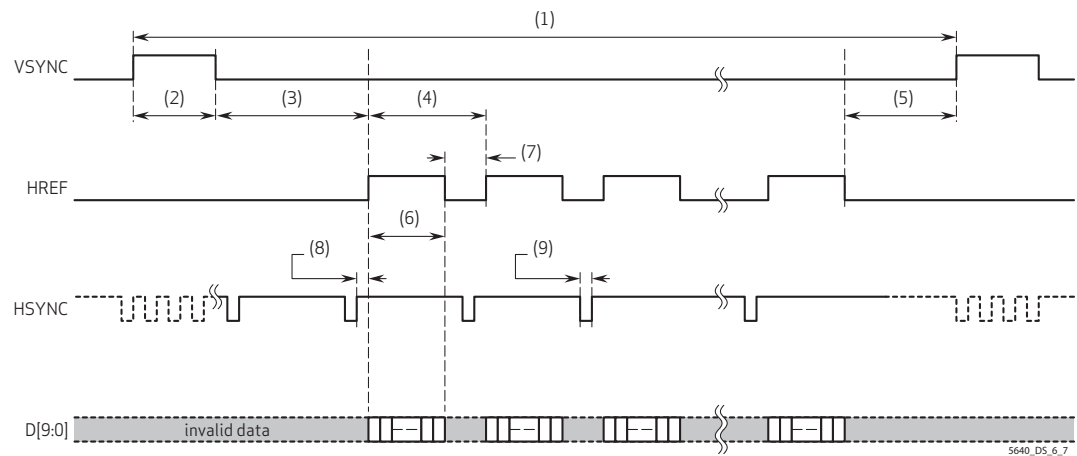 (1)
VSYNC
(2)
(3)
(4)
(5)
(7)
HREF
(6)
(8)
(9)
HSYNC
D[9:0]
invalid data
5640_DS_6_7